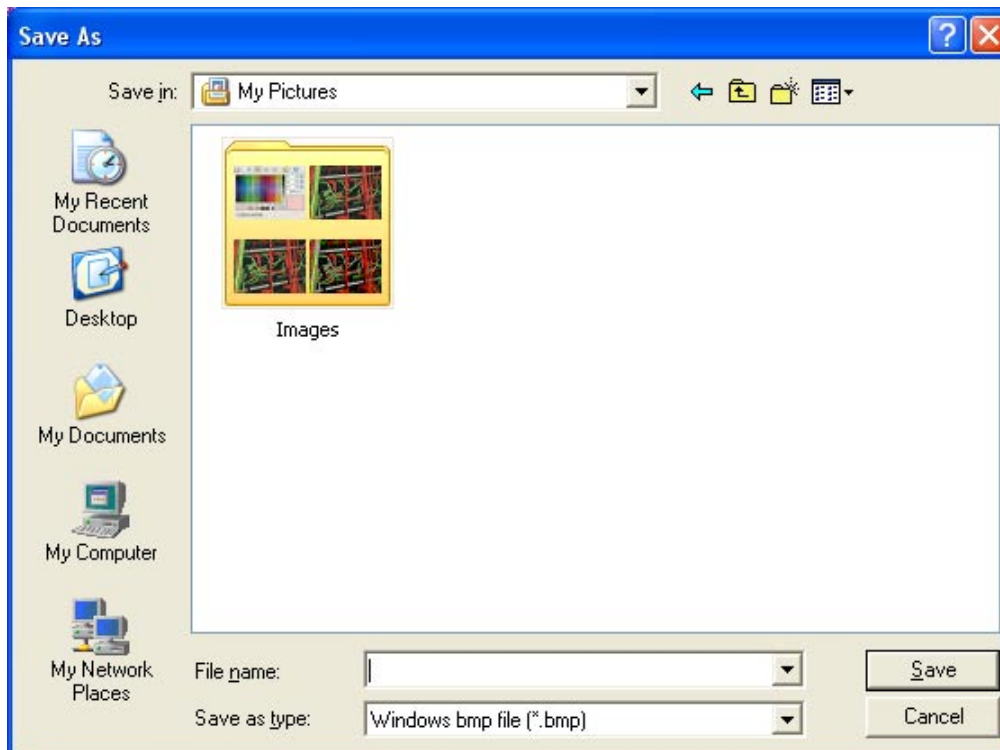 Save As
Save in:
My Pictures
My Recent
Documents
Desktop
My Documents
My Computer
My Network
Places
Images
File name:
Save
Save as type:
Windows bmp file (*.bmp)
Cancel